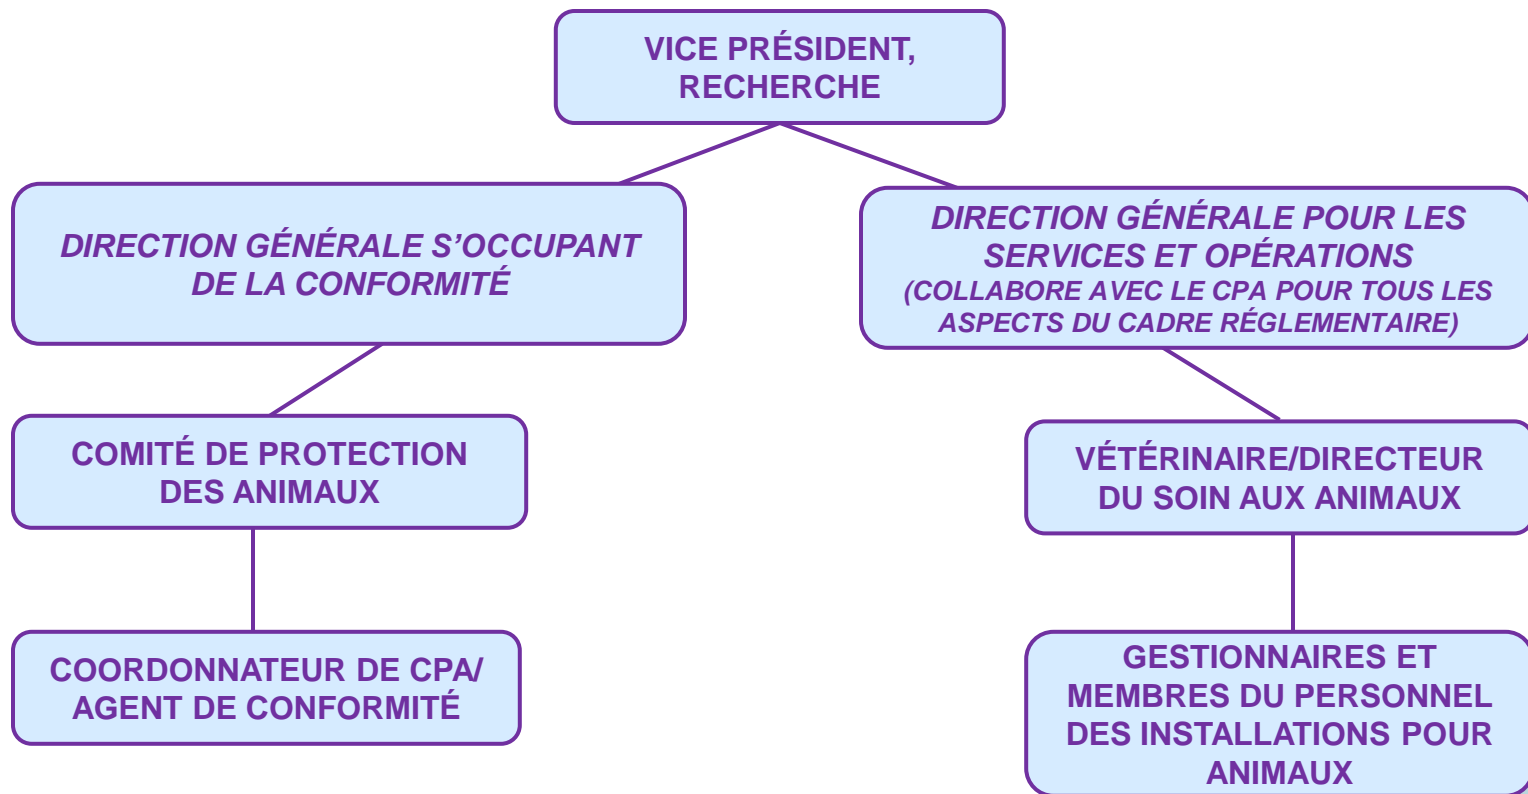 VICE PRÉSIDENT,
RECHERCHE
DIRECTION GÉNÉRALE S’OCCUPANT
DE LA CONFORMITÉ
DIRECTION GÉNÉRALE POUR LES
SERVICES ET OPÉRATIONS
(COLLABORE AVEC LE CPA POUR TOUS LES
ASPECTS DU CADRE RÉGLEMENTAIRE)
COMITÉ DE PROTECTION
DES ANIMAUX
VÉTÉRINAIRE/DIRECTEUR
DU SOIN AUX ANIMAUX
COORDONNATEUR DE CPA/
AGENT DE CONFORMITÉ
GESTIONNAIRES ET
MEMBRES DU PERSONNEL
DES INSTALLATIONS POUR
ANIMAUX